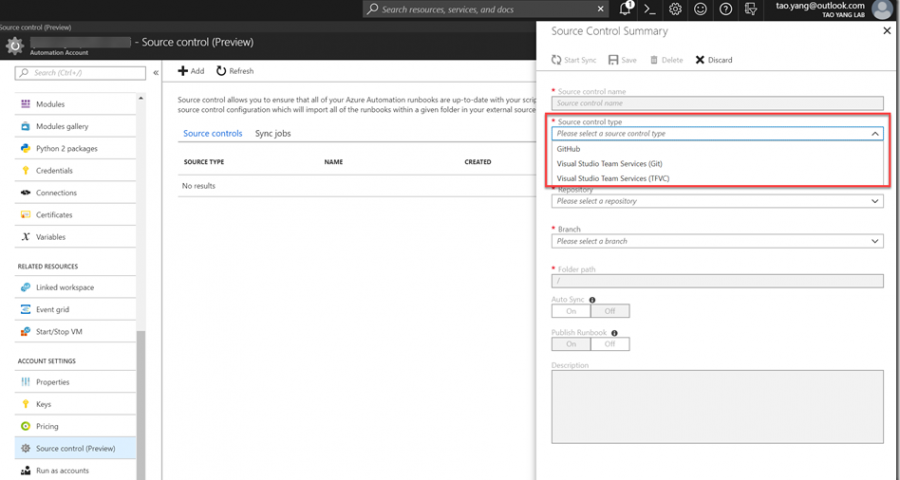 Search resources, services, and docs
1
tao.yang@outlook.com
TAO YANG LAB
Source control (Preview)
- Source control (Preview)
Automation Account
Search (Ctrl+/)
Modules
Modules gallery
Python 2 packages
Credentials
Connections
Certificates
Variables
RELATED RESOURCES
Linked workspace
Event grid
Start/Stop VM
ACCOUNT SETTINGS
Properties
Keys
Pricing
Source control (Preview)
Run as accounts
Add
Refresh
Source control allows you to ensure that all of your Azure Automation runbooks are up-to-date with your scrip
source control configuration which will import all of the runbooks within a given folder in your external source
Source controls
Sync jobs
SOURCE TYPE
NAME
CREATED
No results
Source Control Summary
Start Sync
Save
Delete
Discard
* Source control name
Source control name
* Source control type
Please select a source control type
GitHub
Visual Studio Team Services (Git)
Visual Studio Team Services (TFVC)
* Repository
Please select a repository
* Branch
Please select a branch
* Folder path
/
Auto Sync
On
Off
Publish Runbook
On
Off
Description